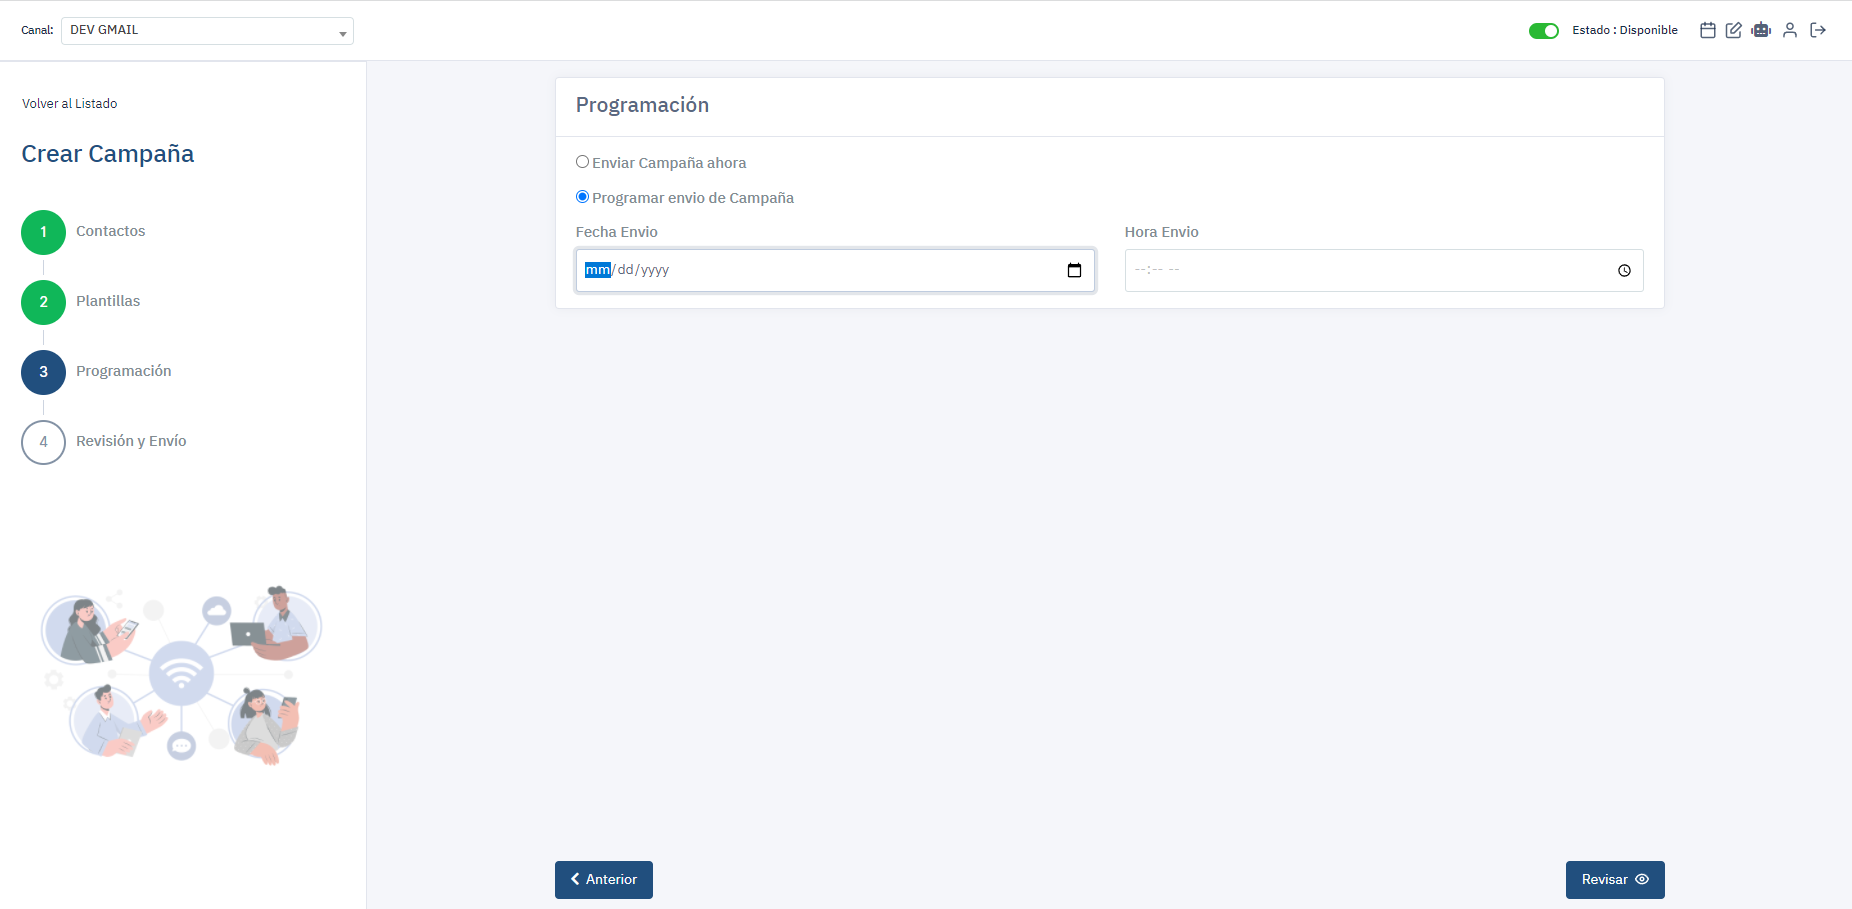 Canal: DEV GMAIL
Estado : Disponible
Volver al Listado
Crear Campaña
1 Contactos
2 Plantillas
3 Programación
4 Revisión y Envío
Programación
Enviar Campaña ahora
Programar envio de Campaña
Fecha Envio
mm/dd/yyyy
Hora Envio
--:-- --
Anterior
Revisar